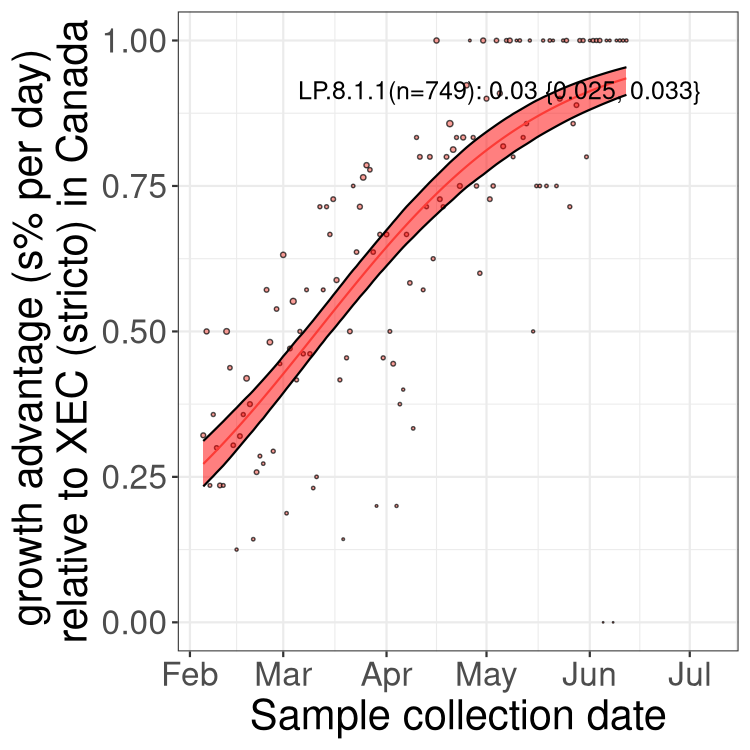 growth advantage (s% per day)
relative to XEC (stricto) in Canada
1.00
0.75
0.50
0.25
0.00
LP.8.1.1(n=749): 0.03 {0.025, 0.033}
Feb Mar Apr May Jun Jul
Sample collection date